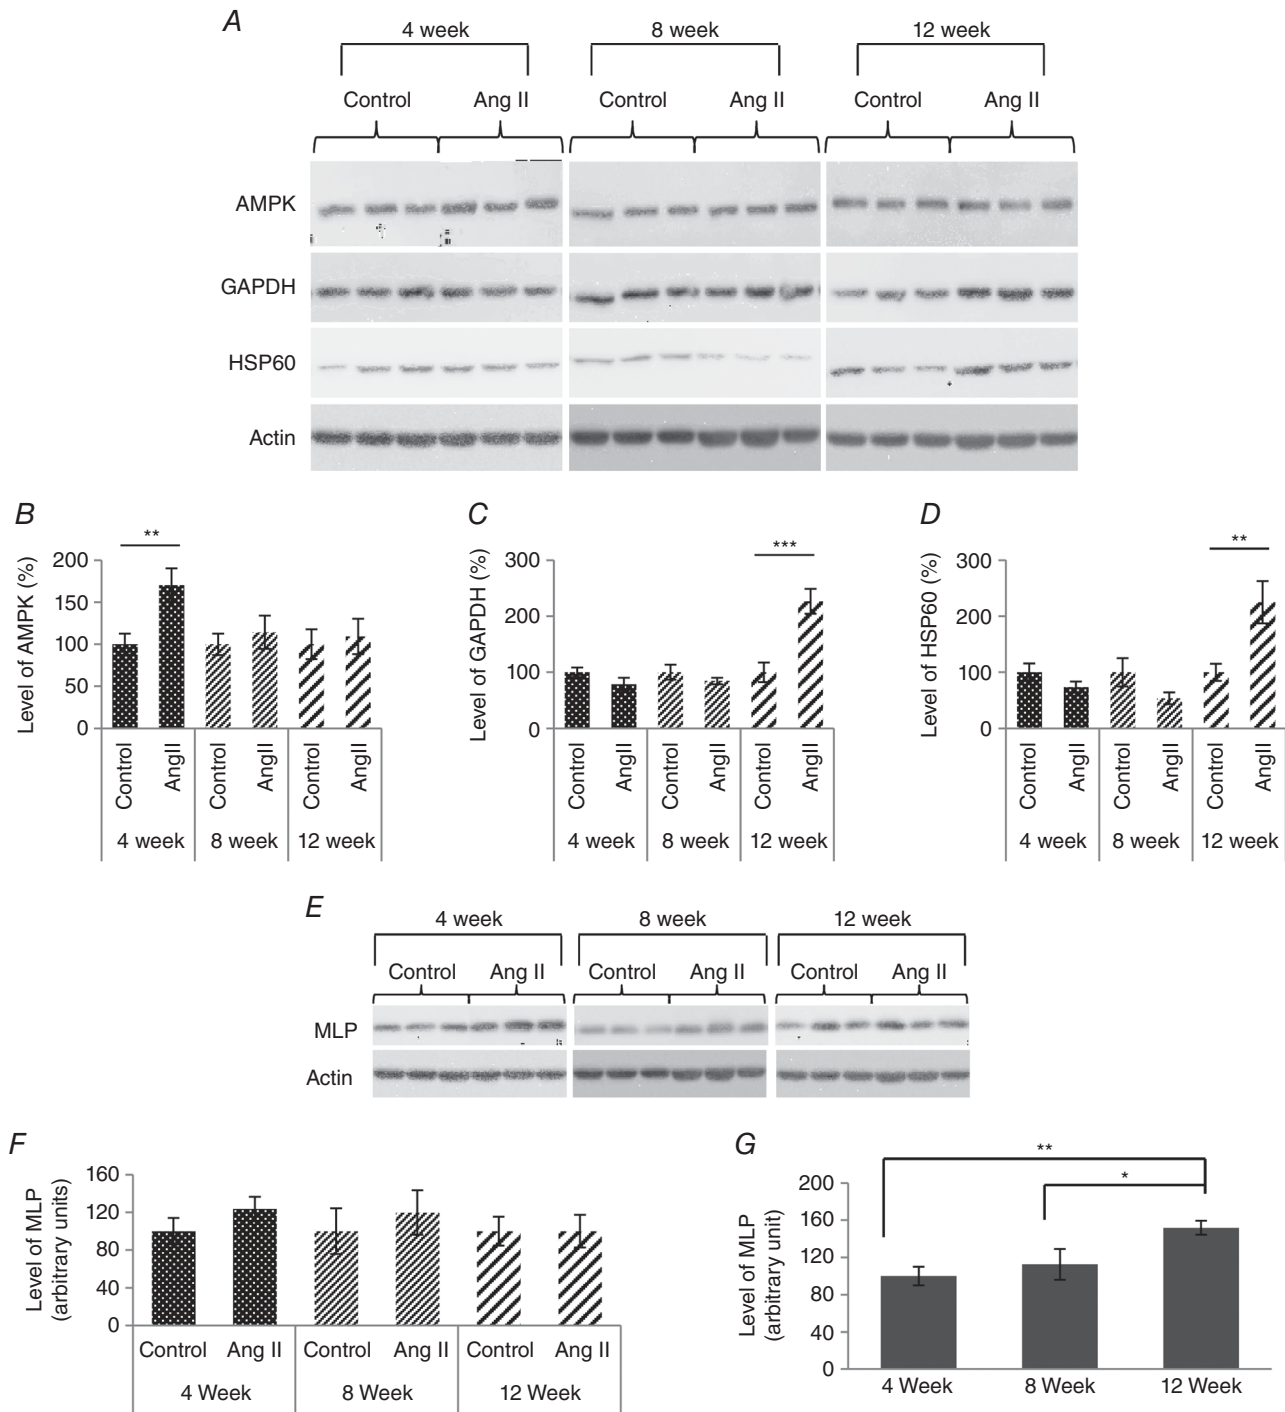 A
4 week 8 week 12 week
Control Ang II Control Ang II Control Ang II
AMPK
GAPDH
HSP60
Actin
B
Level of AMPK (%)
200
150
100
50
0
**
Control AngII Control AngII Control AngII
4 week 8 week 12 week
C
Level of GAPDH (%)
300
200
100
0
***
Control AngII Control AngII Control AngII
4 week 8 week 12 week
D
Level of HSP60 (%)
300
200
100
0
**
Control AngII Control AngII Control AngII
4 week 8 week 12 week
E
4 week 8 week 12 week
Control Ang II Control Ang II Control Ang II
MLP
Actin
F
Level of MLP
(arbitrary units)
160
120
80
40
0
Control Ang II Control Ang II Control Ang II
4 Week 8 Week 12 Week
G
Level of MLP
(arbitrary unit)
200
160
120
80
40
0
**
*
4 Week 8 Week 12 Week